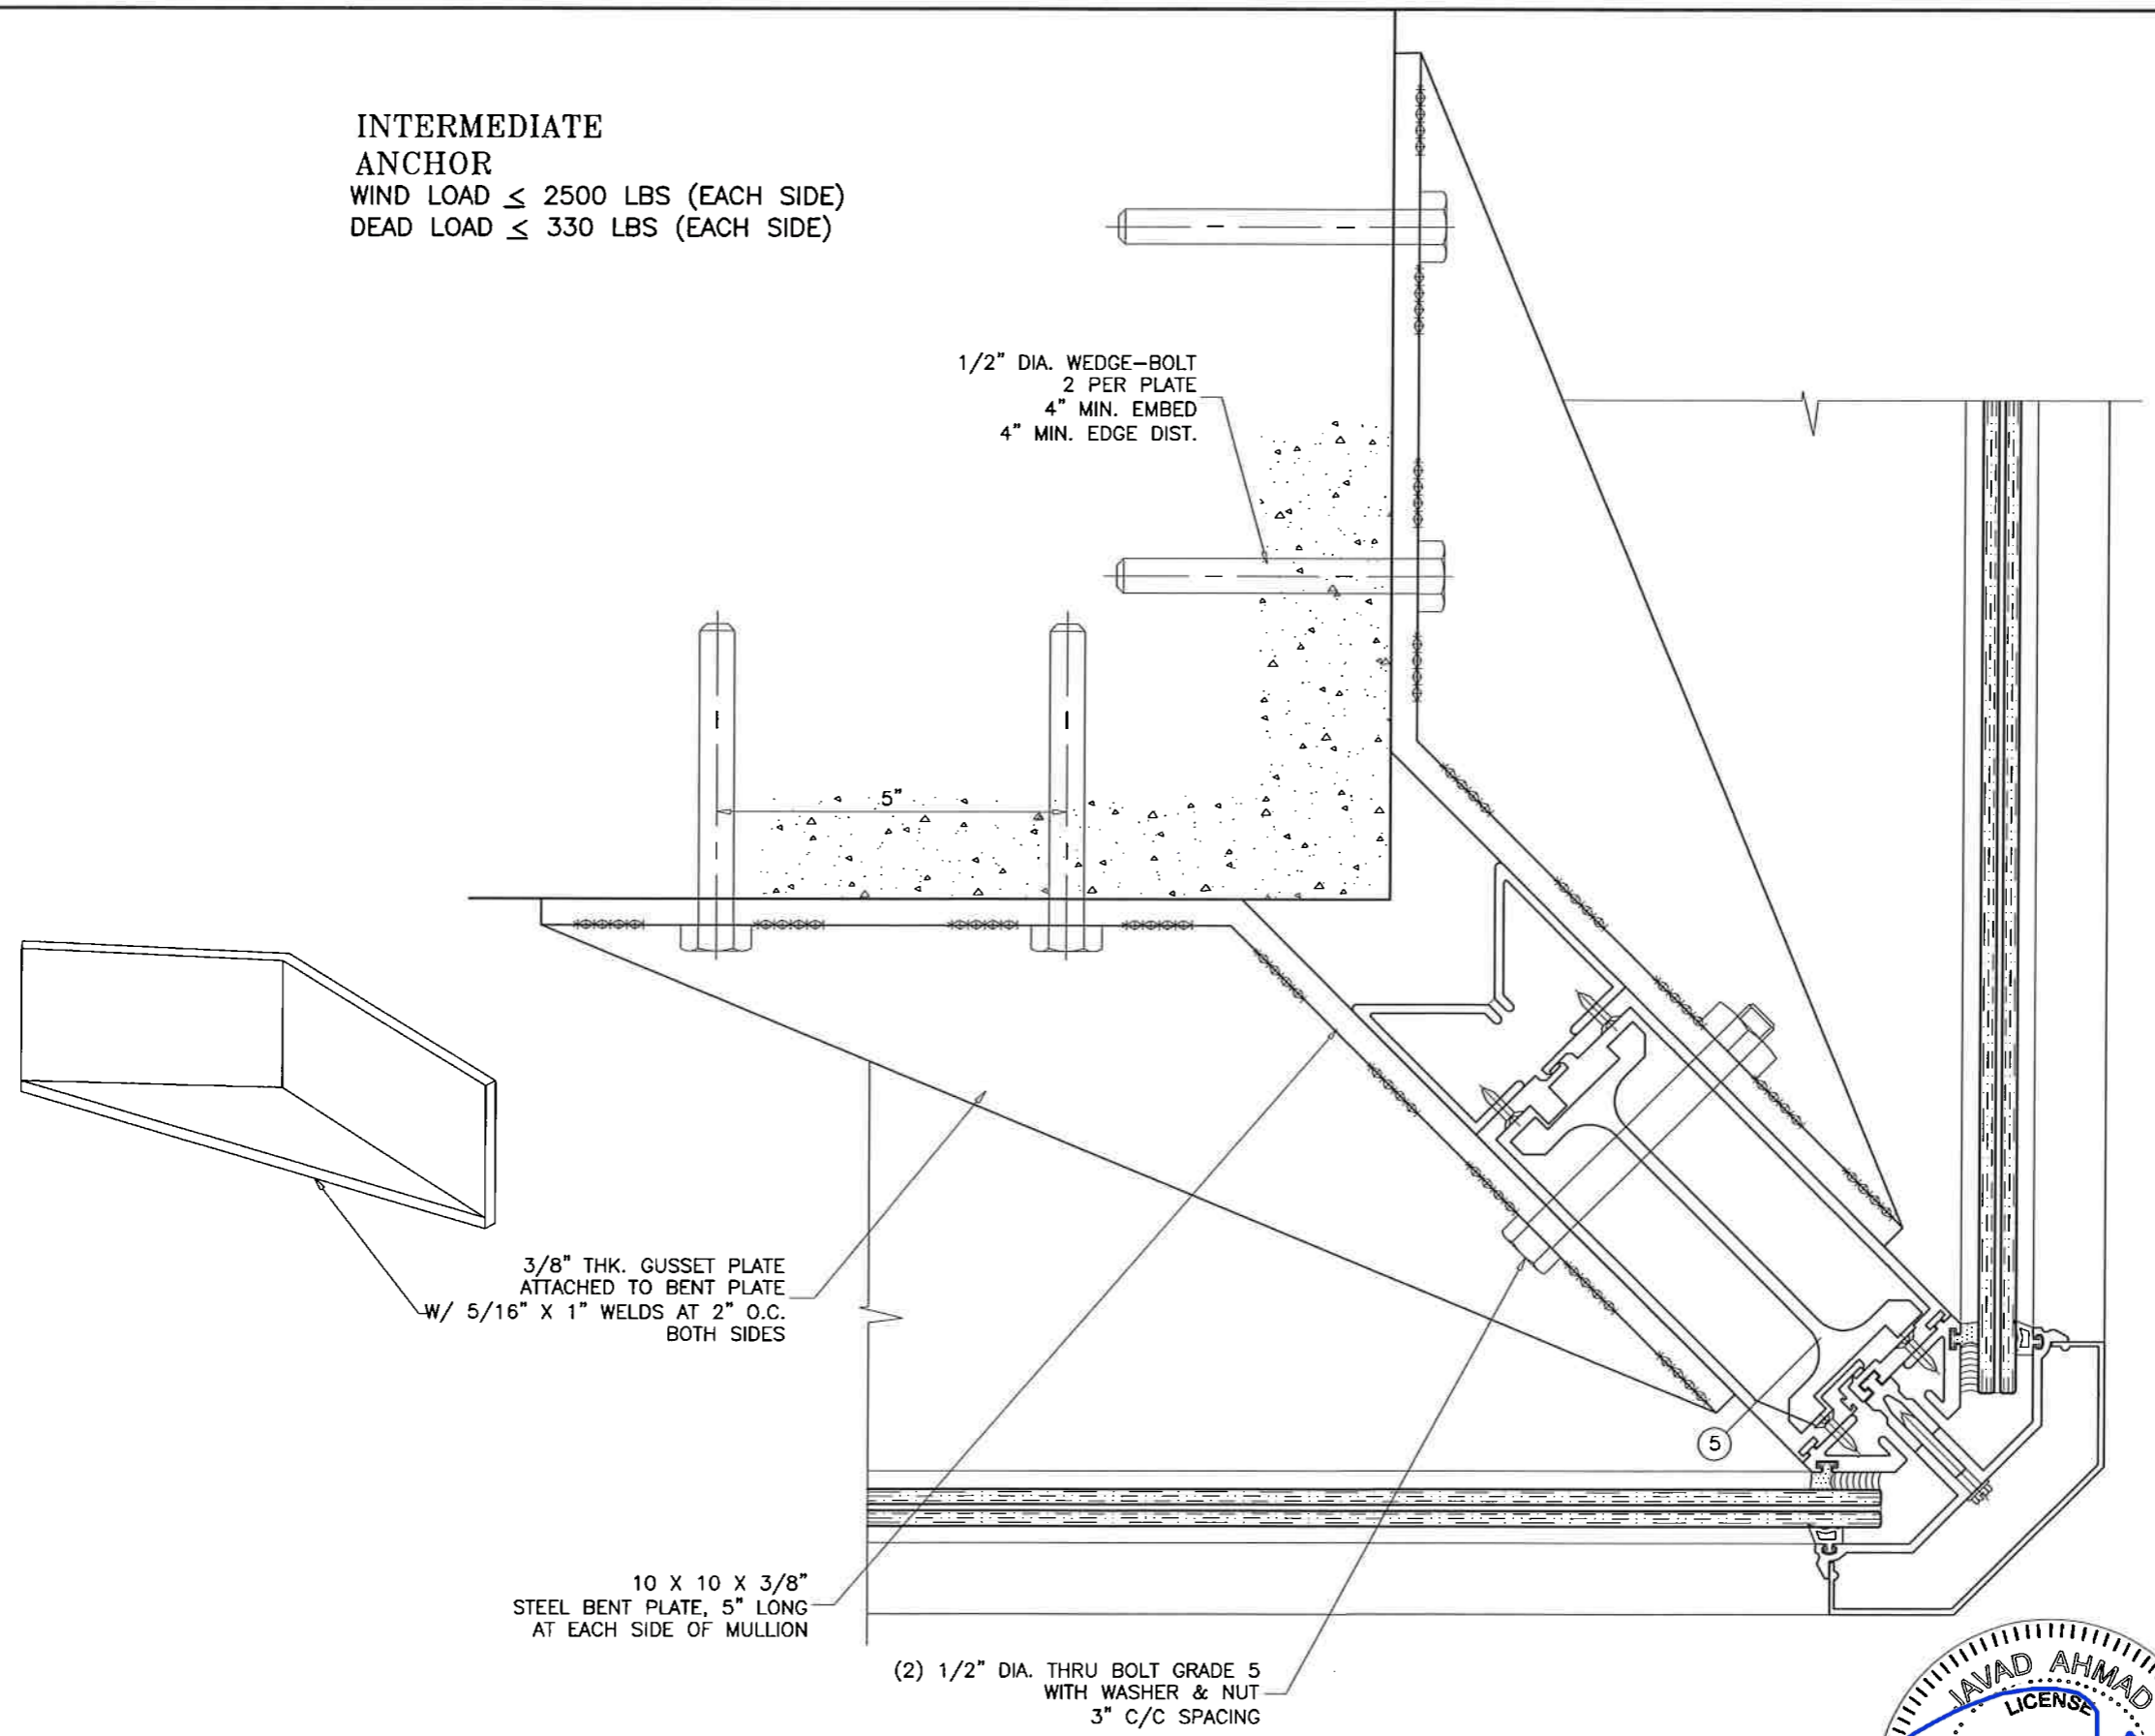 INTERMEDIATE
ANCHOR
WIND LOAD ≤ 2500 LBS (EACH SIDE)
DEAD LOAD ≤ 330 LBS (EACH SIDE)
1/2" DIA. WEDGE-BOLT
2 PER PLATE
4" MIN. EMBED
4" MIN. EDGE DIST.
5"
3/8" THK. GUSSET PLATE
ATTACHED TO BENT PLATE
W/ 5/16" X 1" WELDS AT 2" O.C.
BOTH SIDES
5
10 X 10 X 3/8"
STEEL BENT PLATE, 5" LONG
AT EACH SIDE OF MULLION
(2) 1/2" DIA. THRU BOLT GRADE 5
WITH WASHER & NUT
3" C/C SPACING
JAVAD AHMAD
LICENSE